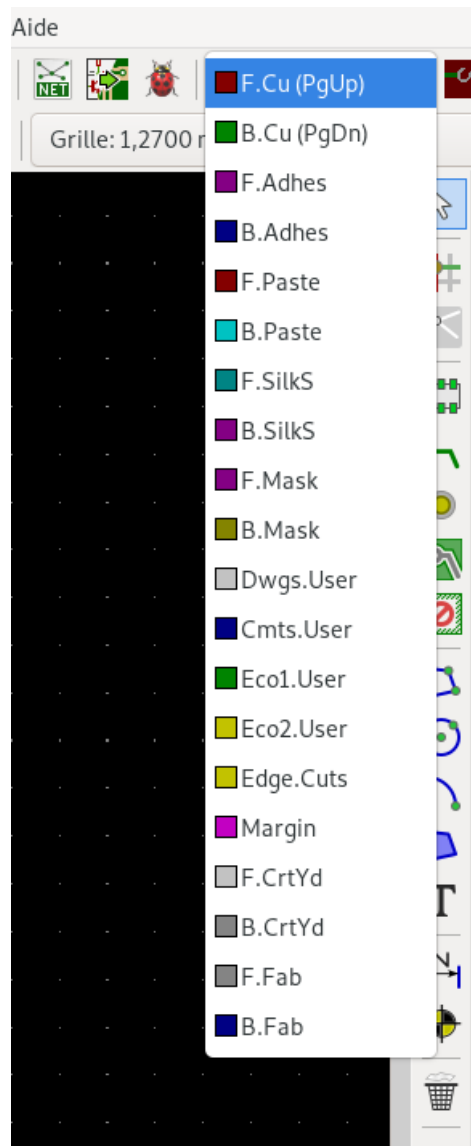 Aide
NET
Grille: 1,2700
F.Cu (PgUp)
B.Cu (PgDn)
F.Adhes
B.Adhes
F.Paste
B.Paste
F.SilkS
B.SilkS
F.Mask
B.Mask
Dwgs.User
Cmts.User
Eco1.User
Eco2.User
Edge.Cuts
Margin
F.CrtYd
B.CrtYd
F.Fab
B.Fab
T